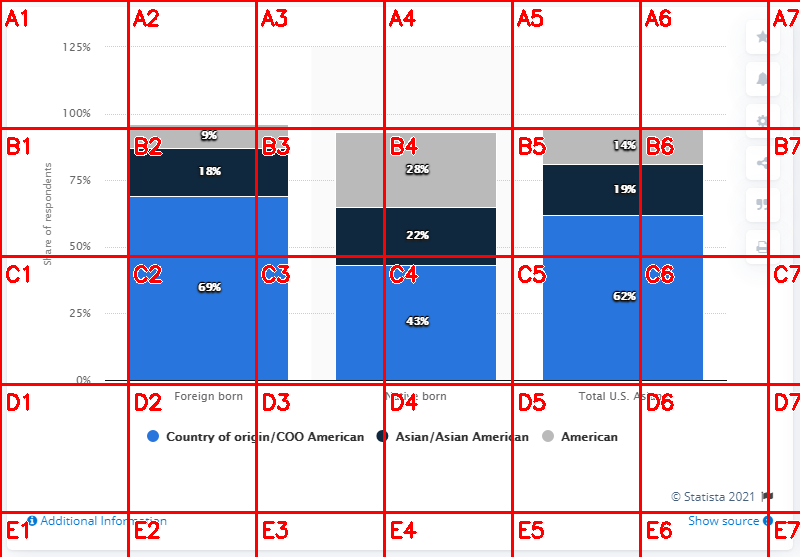 A1 A2 A3 A4 A5 A6 A7
125%
100%
9%
B1 B2 B3 B4 B5 B6 B7
14%
18%
28%
75%
19%
Share of respondents
22%
50%
C1 C2 C3 C4 C5 C6 C7
69%
62%
25%
43%
0%
Foreign born
Native born
Total U.S. Asian
D1 D2 D3 D4 D5 D6 D7
Country of origin/COO American
Asian/Asian American
American
© Statista 2021
Additional Information
Show source
E1 E2 E3 E4 E5 E6 E7